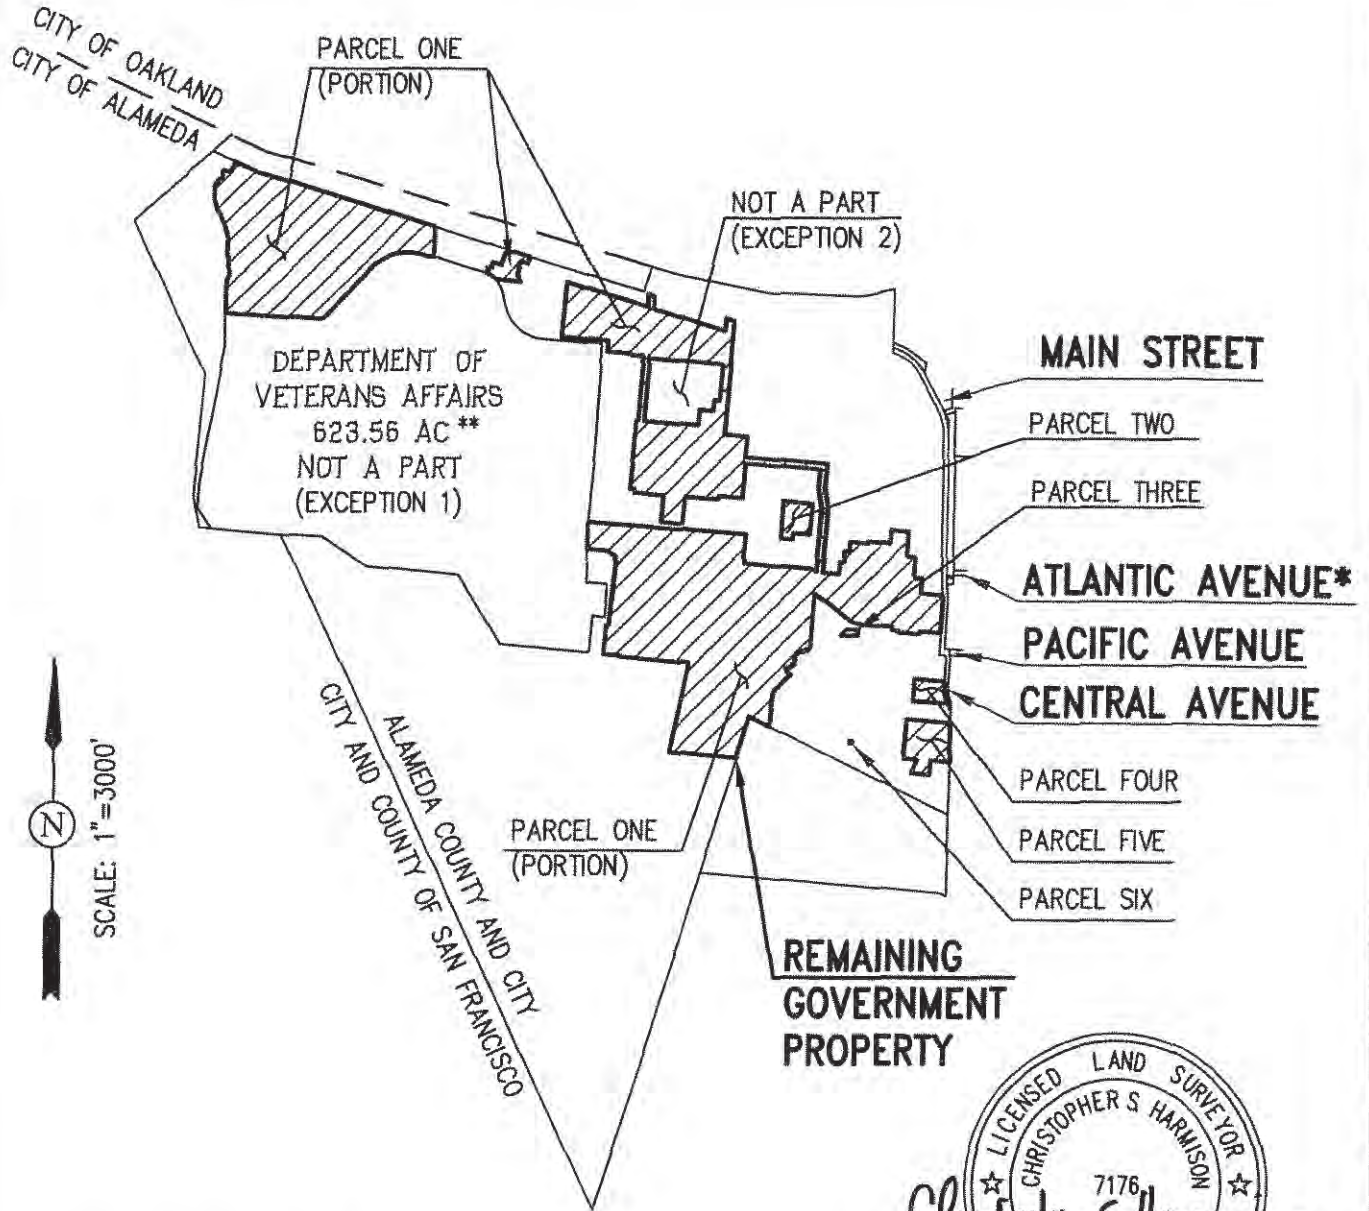 CITY OF OAKLAND
CITY OF ALAMEDA
PARCEL ONE
(PORTION)
NOT A PART
(EXCEPTION 2)
DEPARTMENT OF
VETERANS AFFAIRS
623.56 AC**
NOT A PART
(EXCEPTION 1)
MAIN STREET
PARCEL TWO
PARCEL THREE
ATLANTIC AVENUE*
PACIFIC AVENUE
CENTRAL AVENUE
PARCEL FOUR
PARCEL FIVE
PARCEL SIX
N
SCALE: 1"=3000'
ALAMEDA COUNTY AND CITY
CITY AND COUNTY OF SAN FRANCISCO
PARCEL ONE
(PORTION)
REMAINING
GOVERNMENT
PROPERTY
LICENSED LAND SURVEYOR
CHRISTOPHER S HARMISON
7176